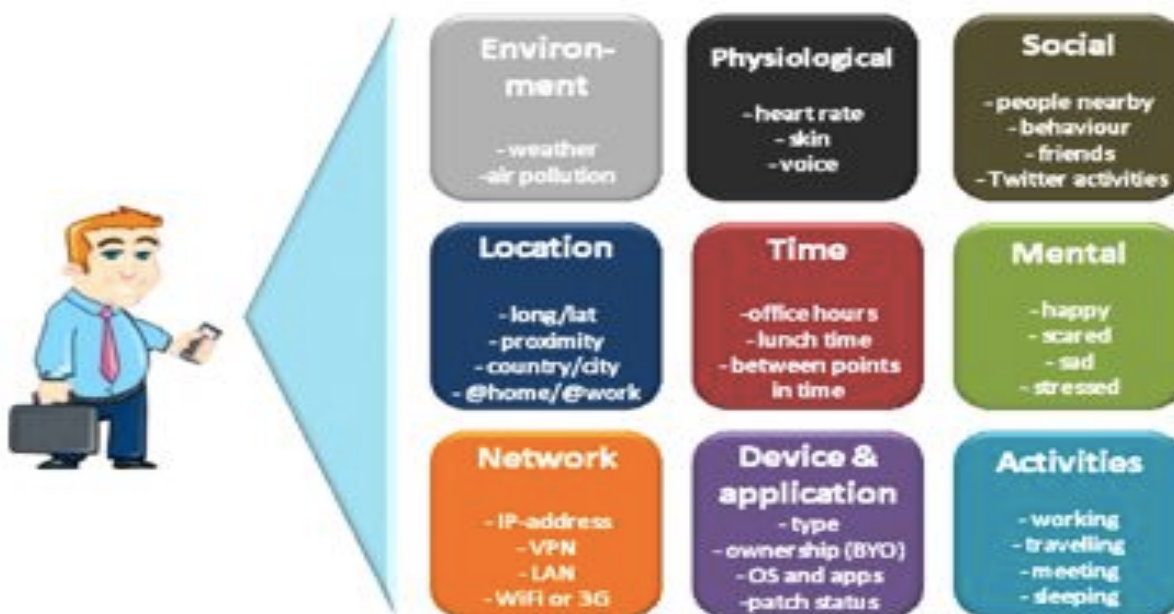 Environ-
ment
- weather
-air pollution
Physiological
- heart rate
- skin
- voice
Social
- people nearby
- behaviour
- friends
- Twitter activities
Location
- long/lat
- proximity
- country/city
- @home/@work
Time
-office hours
- lunch time
- between points
in time
Mental
- happy
- scared
- sad
- stressed
Network
- IP-address
- VPN
- LAN
- WiFi or 3G
Device &
application
- type
- ownership (BYO)
- OS and apps
-patch status
Activities
- working
- travelling
- meeting
- sleeping